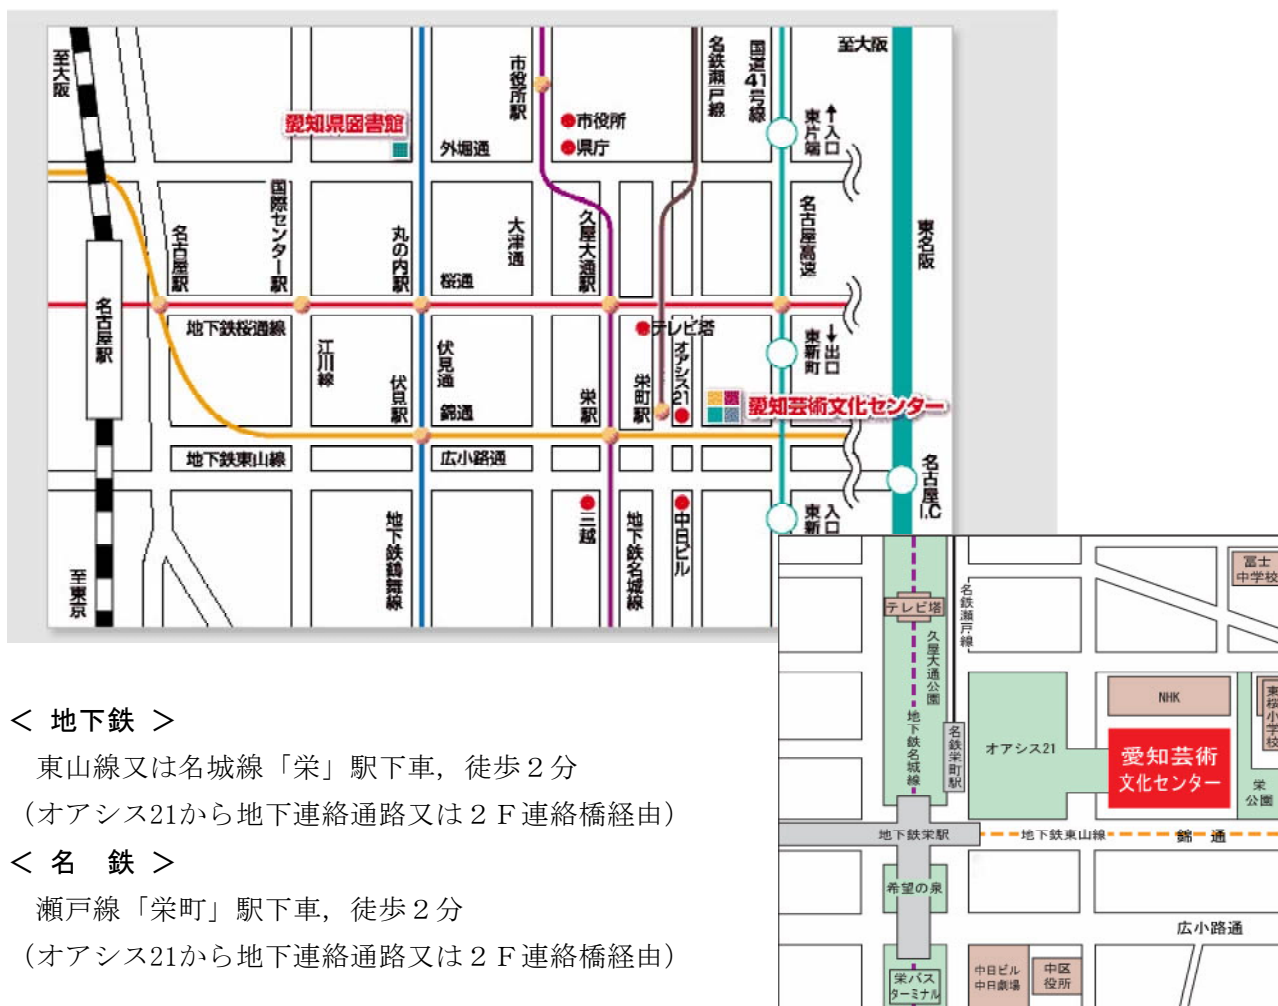 至大阪
市役所駅
名鉄瀬戸線
国道41号線
至大阪
愛知県図書館
●市役所
●県庁
外堀通
↑入口
東片端
名古屋駅
国際センター駅
丸の内駅
大津通
久屋大通駅
名古屋高速
東名阪
桜通
名古屋駅
地下鉄桜通線
江川線
伏見通
テレビ塔
オアシス21
↓出口
東新町
伏見駅
錦通
栄駅
栄町駅
愛知芸術文化センター
地下鉄東山線
広小路通
名古屋I.C
至東京
地下鉄鶴舞線
三越
地下鉄名城線
中日ビル
入口
東新
テレビ塔
名鉄瀬戸線
冨士
中学校
久屋大通公園
地下鉄名城線
名鉄栄町駅
オアシス21
NHK
東桜小学校
愛知芸術
文化センター
栄
公園
地下鉄栄駅
地下鉄東山線
錦 通
希望の泉
広小路通
栄バス
ターミナル
中日ビル
中日劇場
中区
役所
＜ 地下鉄 ＞
東山線又は名城線「栄」駅下車，徒歩２分
（オアシス21から地下連絡通路又は２Ｆ連絡橋経由）
＜ 名　鉄 ＞
瀬戸線「栄町」駅下車，徒歩２分
（オアシス21から地下連絡通路又は２Ｆ連絡橋経由）